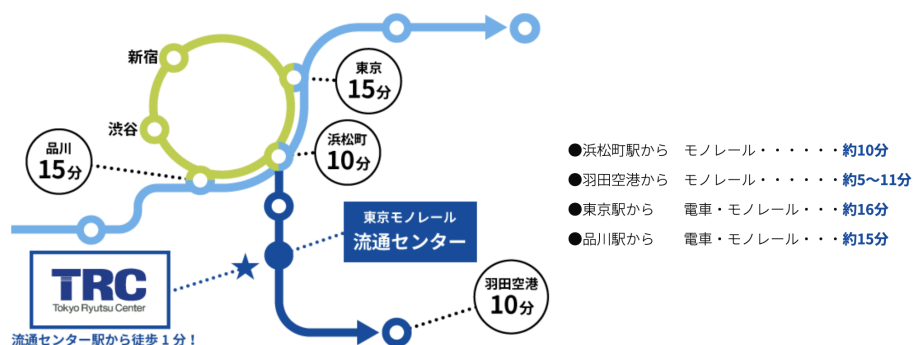 新宿
東京
15分
渋谷
浜松町
10分
品川
15分
東京モノレール
流通センター
TRC
Tokyo Ryutsu Center
流通センター駅から徒歩1分!
羽田空港
10分
●浜松町駅から モノレール・・・・・・約10分
●羽田空港から モノレール・・・・・・約5〜11分
●東京駅から 電車・モノレール・・・約16分
●品川駅から 電車・モノレール・・・約15分